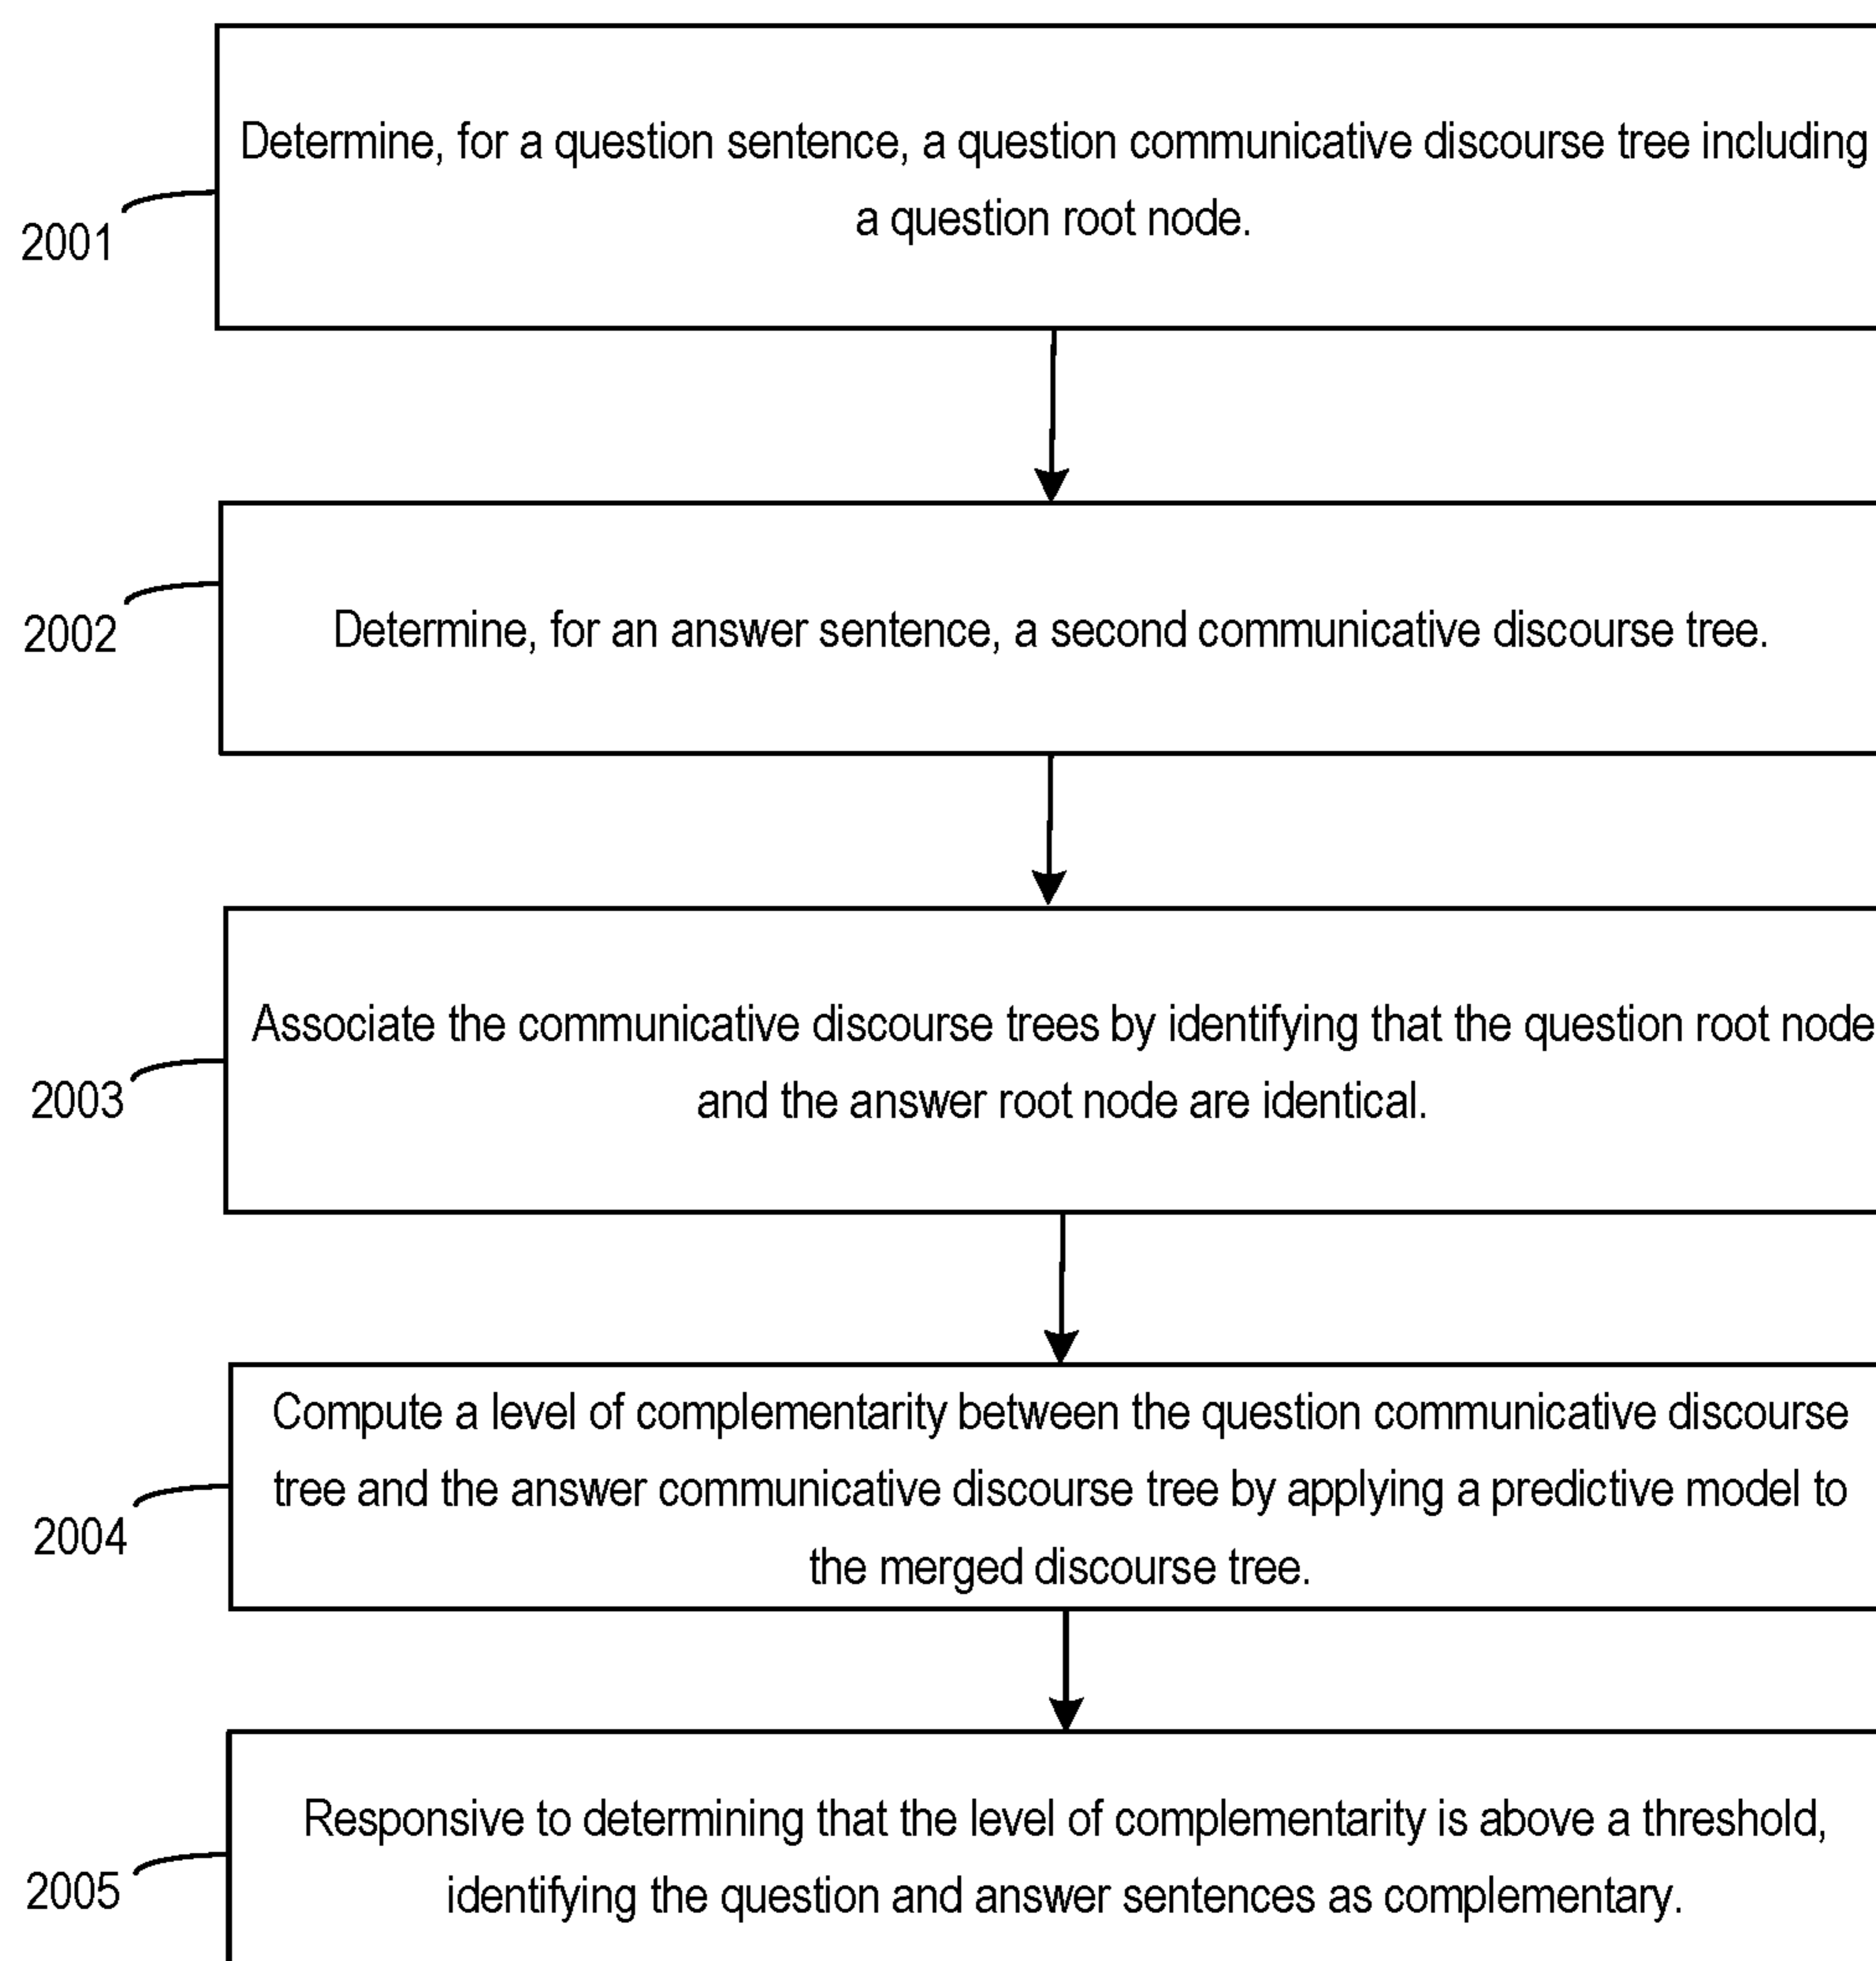 Determine, for a question sentence, a question communicative discourse tree including
a question root node.
2001
Determine, for an answer sentence, a second communicative discourse tree.
2002
Associate the communicative discourse trees by identifying that the question root node
and the answer root node are identical.
2003
Compute a level of complementarity between the question communicative discourse
tree and the answer communicative discourse tree by applying a predictive model to
the merged discourse tree.
2004
Responsive to determining that the level of complementarity is above a threshold,
identifying the question and answer sentences as complementary.
2005